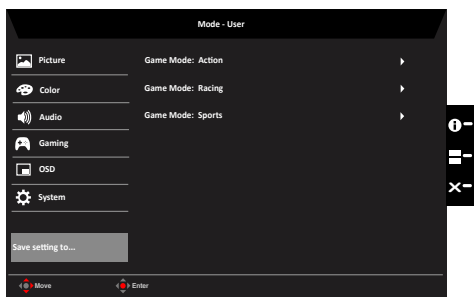 Mode - User
Picture
Color
Audio
Gaming
OSD
System
Save setting to...
Game Mode: Action
Game Mode: Racing
Game Mode: Sports
Move
Enter